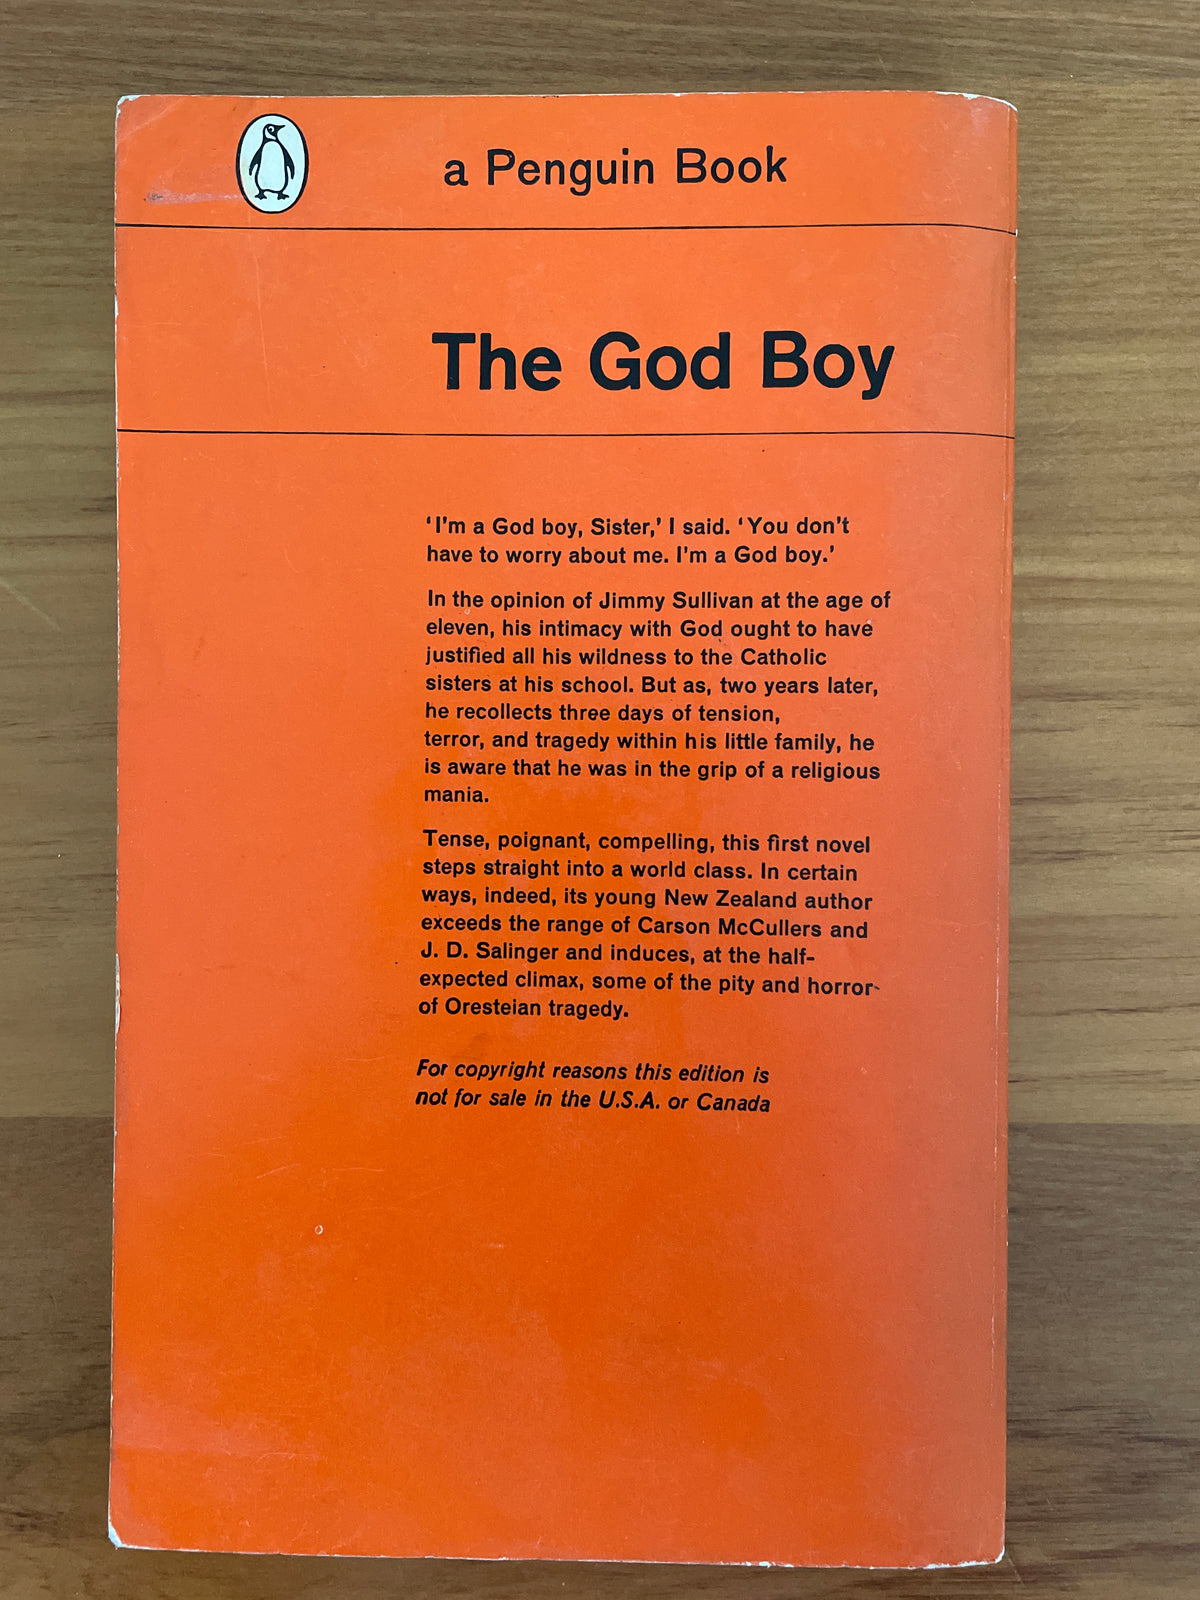 a Penguin Book
The God Boy
‘I’m a God boy, Sister,’ I said. ‘You don’t
have to worry about me. I’m a God boy.’
In the opinion of Jimmy Sullivan at the age of
eleven, his intimacy with God ought to have
justified all his wildness to the Catholic
sisters at his school. But as, two years later,
he recollects three days of tension,
terror, and tragedy within his little family, he
is aware that he was in the grip of a religious
mania.
Tense, poignant, compelling, this first novel
steps straight into a world class. In certain
ways, indeed, its young New Zealand author
exceeds the range of Carson McCullers and
J. D. Salinger and induces, at the half-
expected climax, some of the pity and horror
of Oresteian tragedy.
For copyright reasons this edition is
not for sale in the U.S.A. or Canada